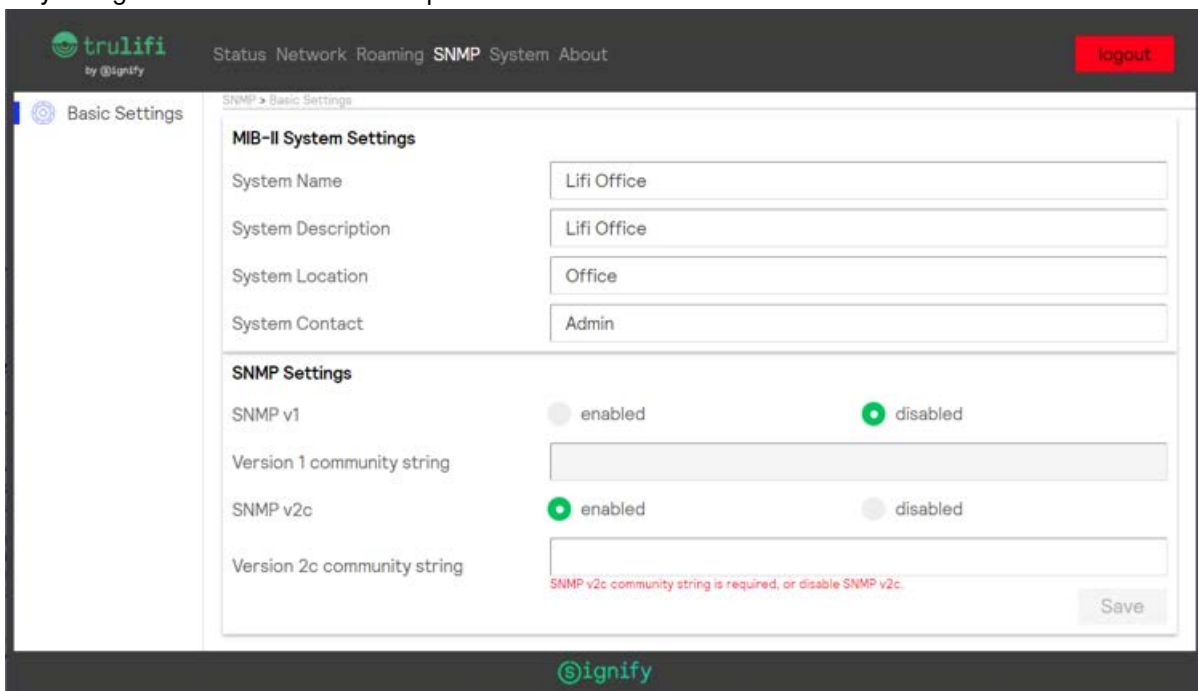 trulifi
by Signify
Status Network Roaming SNMP System About
logout
Basic Settings
SNMP > Basic Settings
MIB-II System Settings
System Name
Lifi Office
System Description
Lifi Office
System Location
Office
System Contact
Admin
SNMP Settings
SNMP v1
enabled
disabled
Version 1 community string
SNMP v2c
enabled
disabled
Version 2c community string
SNMP v2c community string is required, or disable SNMP v2c.
Save
Signify